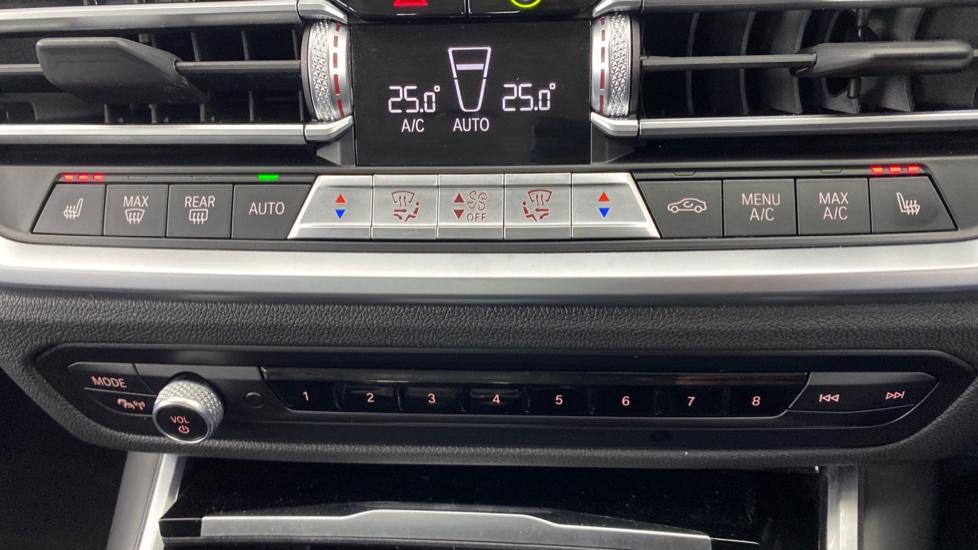 25.0° 25.0°
A/C AUTO
MAX REAR AUTO OFF MENU A/C MAX A/C
MODE
VOL
1 2 3 4 5 6 7 8